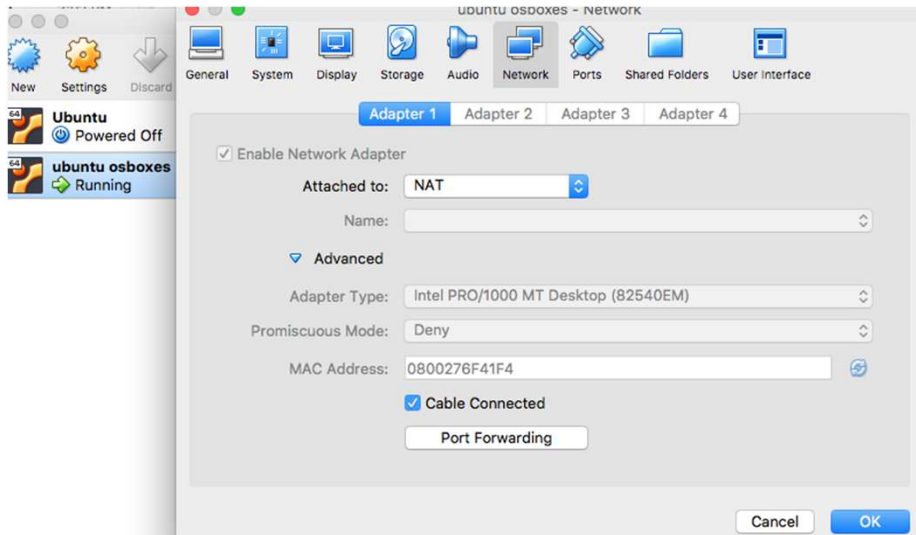 ubuntu osboxes - Network
New Settings Discard
General System Display Storage Audio Network Ports Shared Folders User Interface
64 Ubuntu
Powered Off
64 ubuntu osboxes
Running
Adapter 1 Adapter 2 Adapter 3 Adapter 4
Enable Network Adapter
Attached to: NAT
Name:
Advanced
Adapter Type: Intel PRO/1000 MT Desktop (82540EM)
Promiscuous Mode: Deny
MAC Address: 0800276F41F4
Cable Connected
Port Forwarding
Cancel OK